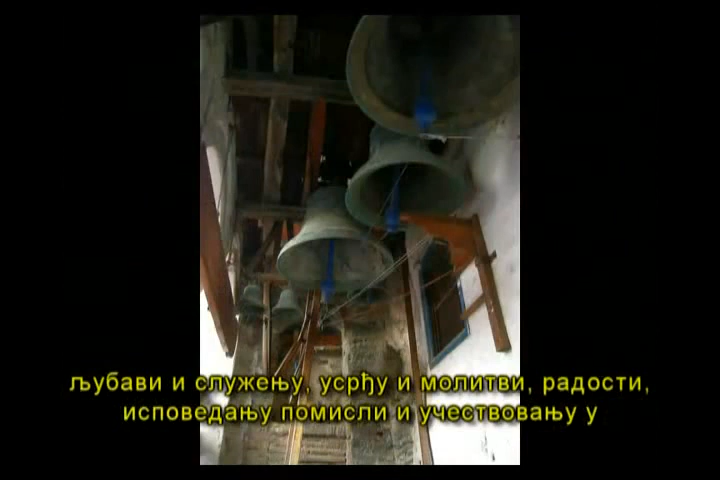 љубави и служењу, усрђу и молитви, радости,
исповедању помисли и учествовању у